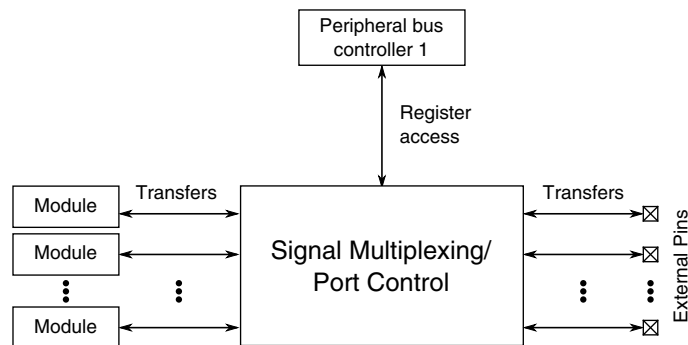 Peripheral bus
controller 1
Register
access
Transfers
Transfers
Module
Module
Module
Signal Multiplexing/
Port Control
External Pins